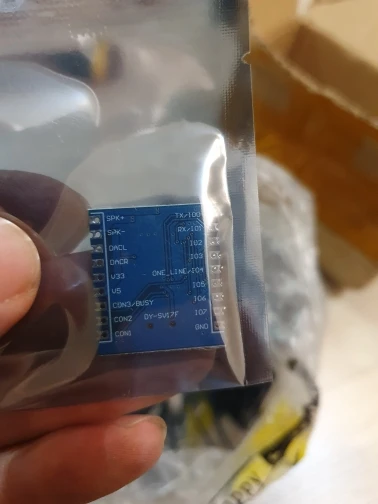 SPK+ TX/IO0
SPK- RX/IO1
DACL IO2
DACR IO3
V33 ONE_LINE/IO4
V5 IO5
CON3/BUSY IO6
CON2 DY-SV17F IO7
CON1 GND
PPY